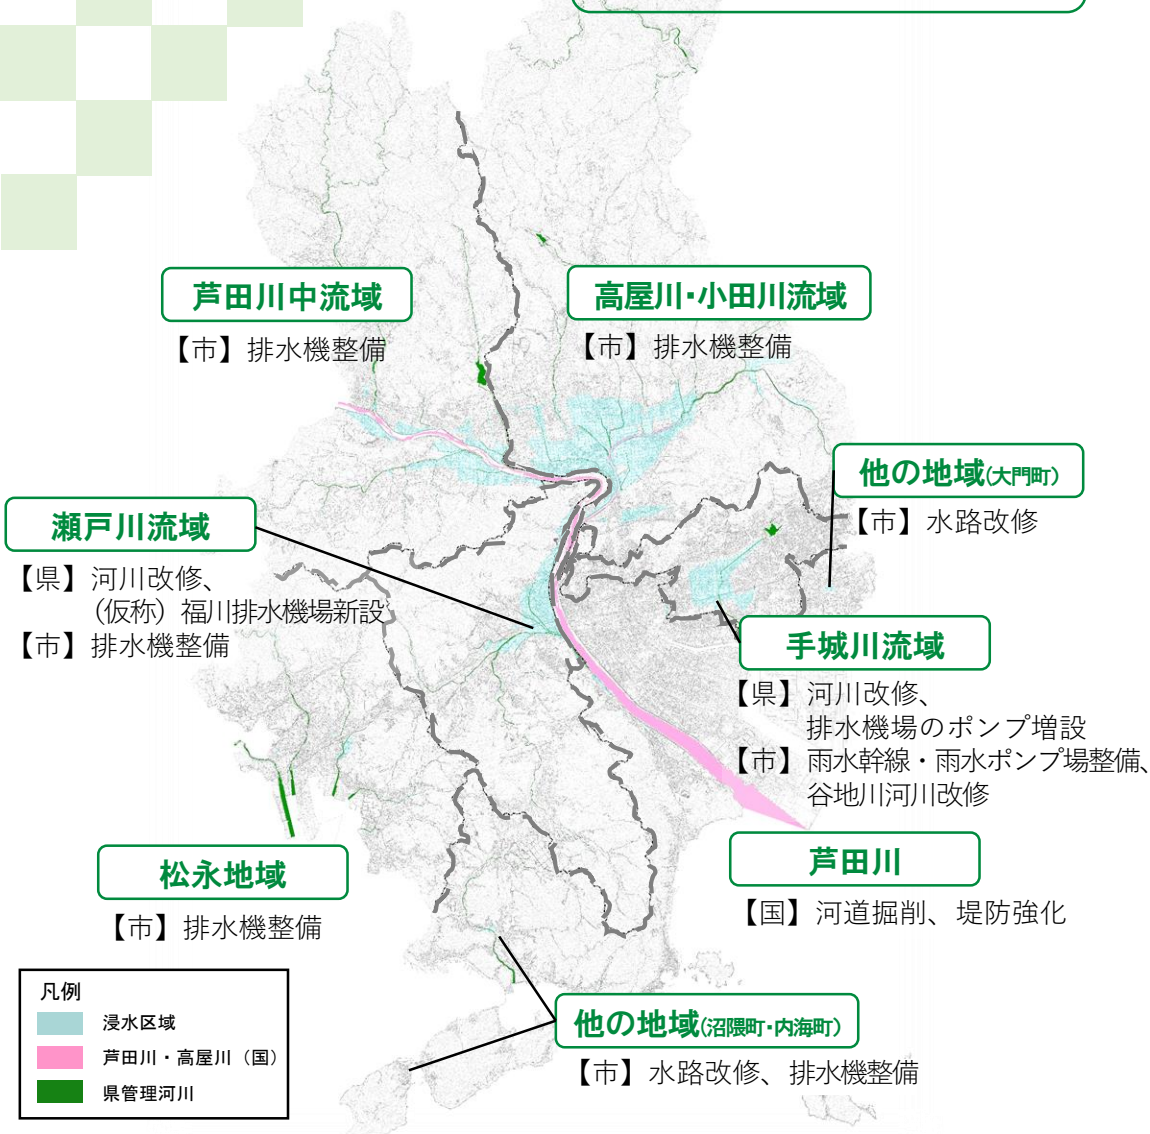 芦田川中流域
【市】排水機整備
高屋川・小田川流域
【市】排水機整備
他の地域(大門町)
【市】水路改修
瀬戸川流域
【県】河川改修、
（仮称）福川排水機場新設
【市】排水機整備
手城川流域
【県】河川改修、
排水機場のポンプ増設
【市】雨水幹線・雨水ポンプ場整備、
谷地川河川改修
芦田川
【国】河道掘削、堤防強化
松永地域
【市】排水機整備
他の地域(沼隈町・内海町)
【市】水路改修、排水機整備
凡例
浸水区域
芦田川・高屋川（国）
県管理河川